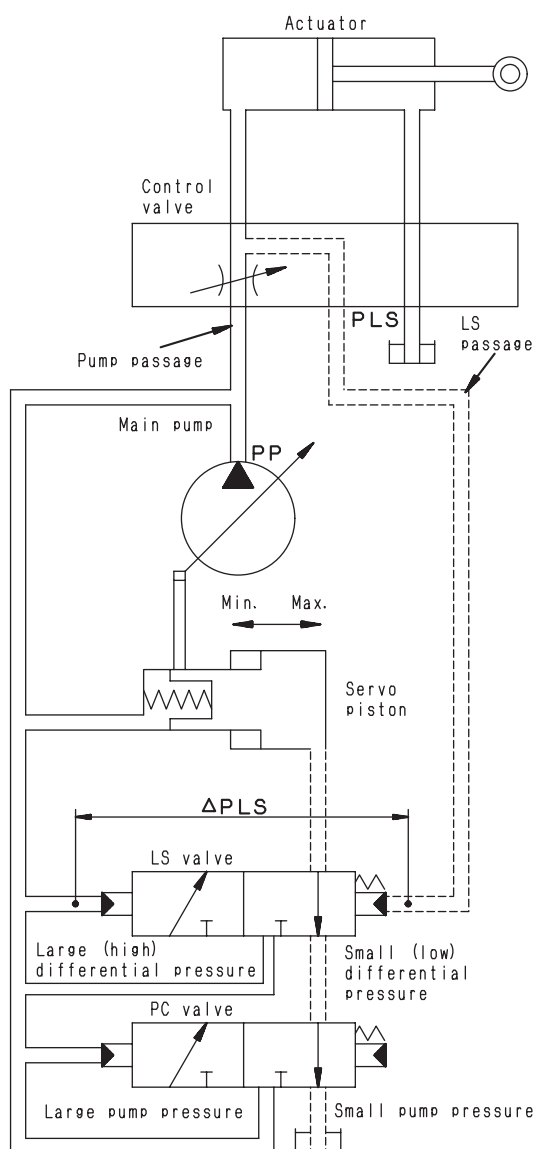 Actuator
Control
valve
PLS
LS
passage
Pump passage
Main pump
PP
Min. Max.
Servo
piston
ΔPLS
LS valve
Large (high)
differential pressure
Small (low)
differential
pressure
PC valve
Large pump pressure
Small pump pressure